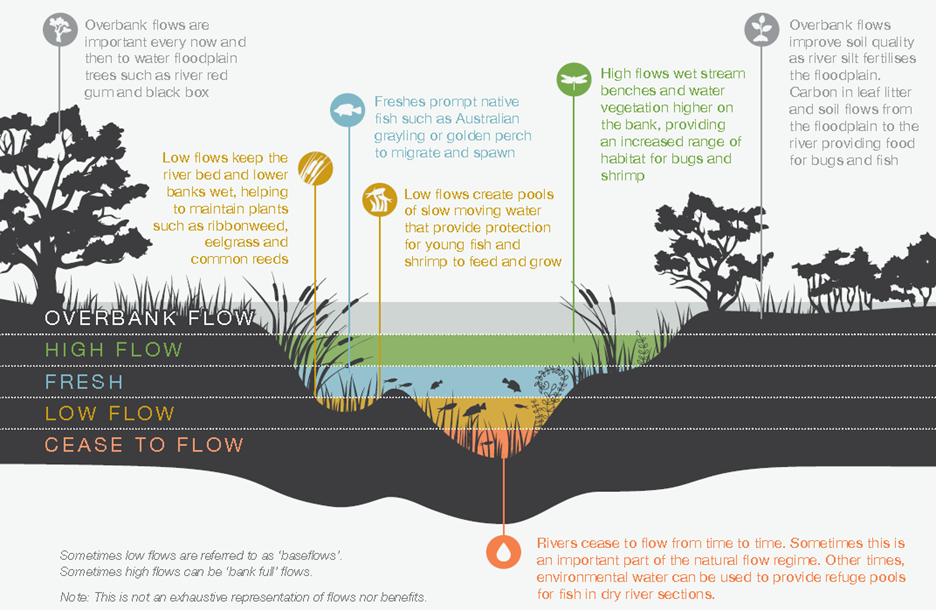 Overbank flows are
important every now and
then to water floodplain
trees such as river red
gum and black box
Freshes prompt native
fish such as Australian
grayling or golden perch
to migrate and spawn
High flows wet stream
benches and water
vegetation higher on
the bank, providing
an increased range of
habitat for bugs and
shrimp
Overbank flows
improve soil quality
as river silt fertilises
the floodplain.
Carbon in leaf litter
and soil flows from
the floodplain to the
river providing food
for bugs and fish
Low flows keep the
river bed and lower
banks wet, helping
to maintain plants
such as ribbonweed,
eelgrass and
common reeds
Low flows create pools
of slow moving water
that provide protection
for young fish and
shrimp to feed and grow
OVERBANK FLOW
HIGH FLOW
FRESH
LOW FLOW
CEASE TO FLOW
Rivers cease to flow from time to time. Sometimes this is
an important part of the natural flow regime. Other times,
environmental water can be used to provide refuge pools
for fish in dry river sections.
Sometimes low flows are referred to as 'baseflows'.
Sometimes high flows can be 'bank full' flows.
Note: This is not an exhaustive representation of flows nor benefits.